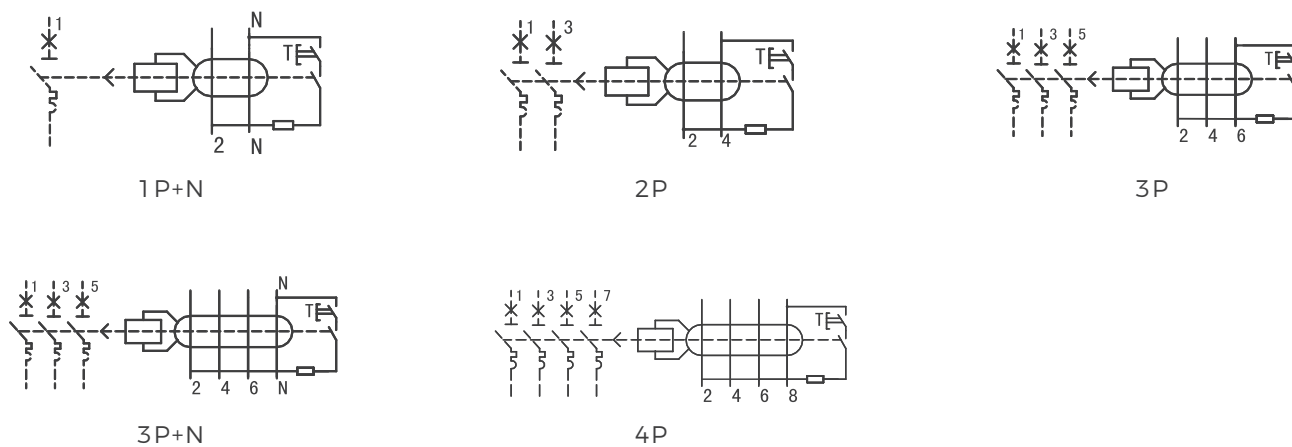 1 N T
2 N
1P+N
1 3 T
2 4
2P
1 3 5 T
2 4 6
3P
1 3 5 N T
2 4 6 N
3P+N
1 3 5 7 T
2 4 6 8
4P